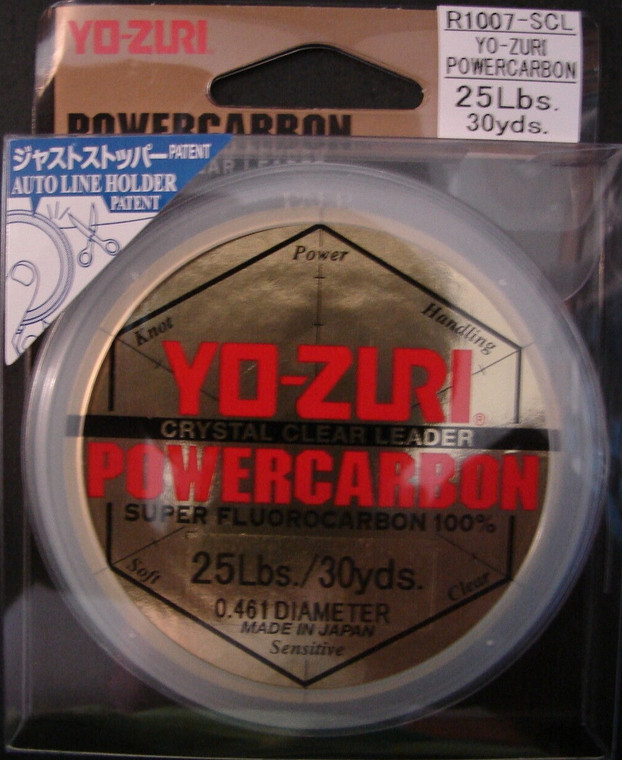 YO-ZURI
R1007-SCL
YO-ZURI
POWERCARBON
25Lbs.
30yds.
POWERCARBON
ジャストストッパー PATENT
AUTO LINE HOLDER
PATENT
Power
Knot
Handling
YO-ZURI®
CRYSTAL CLEAR LEADER
POWERCARBON
SUPER FLUOROCARBON 100%
25Lbs./30yds.
Soft
Clear
0.461 DIAMETER
MADE IN JAPAN
Sensitive